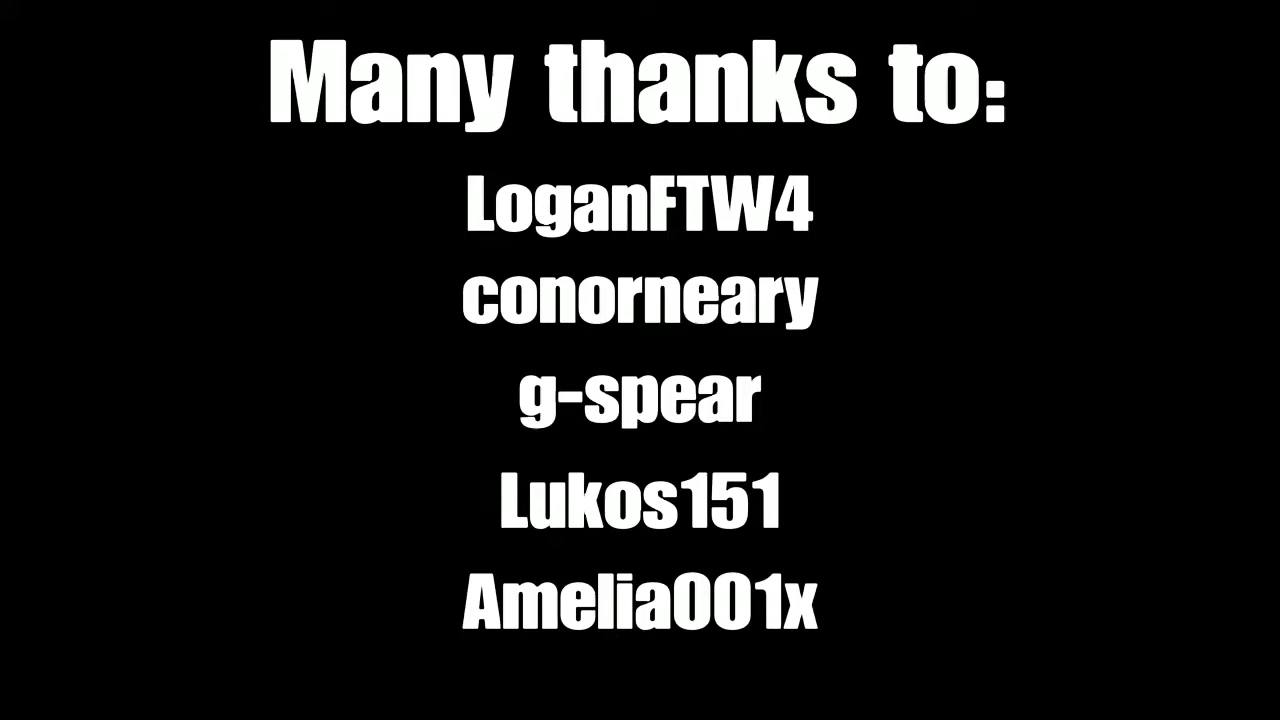 Many thanks to:
LoganFTW4
conorneary
g-spear
Lukos151
Amelia001x